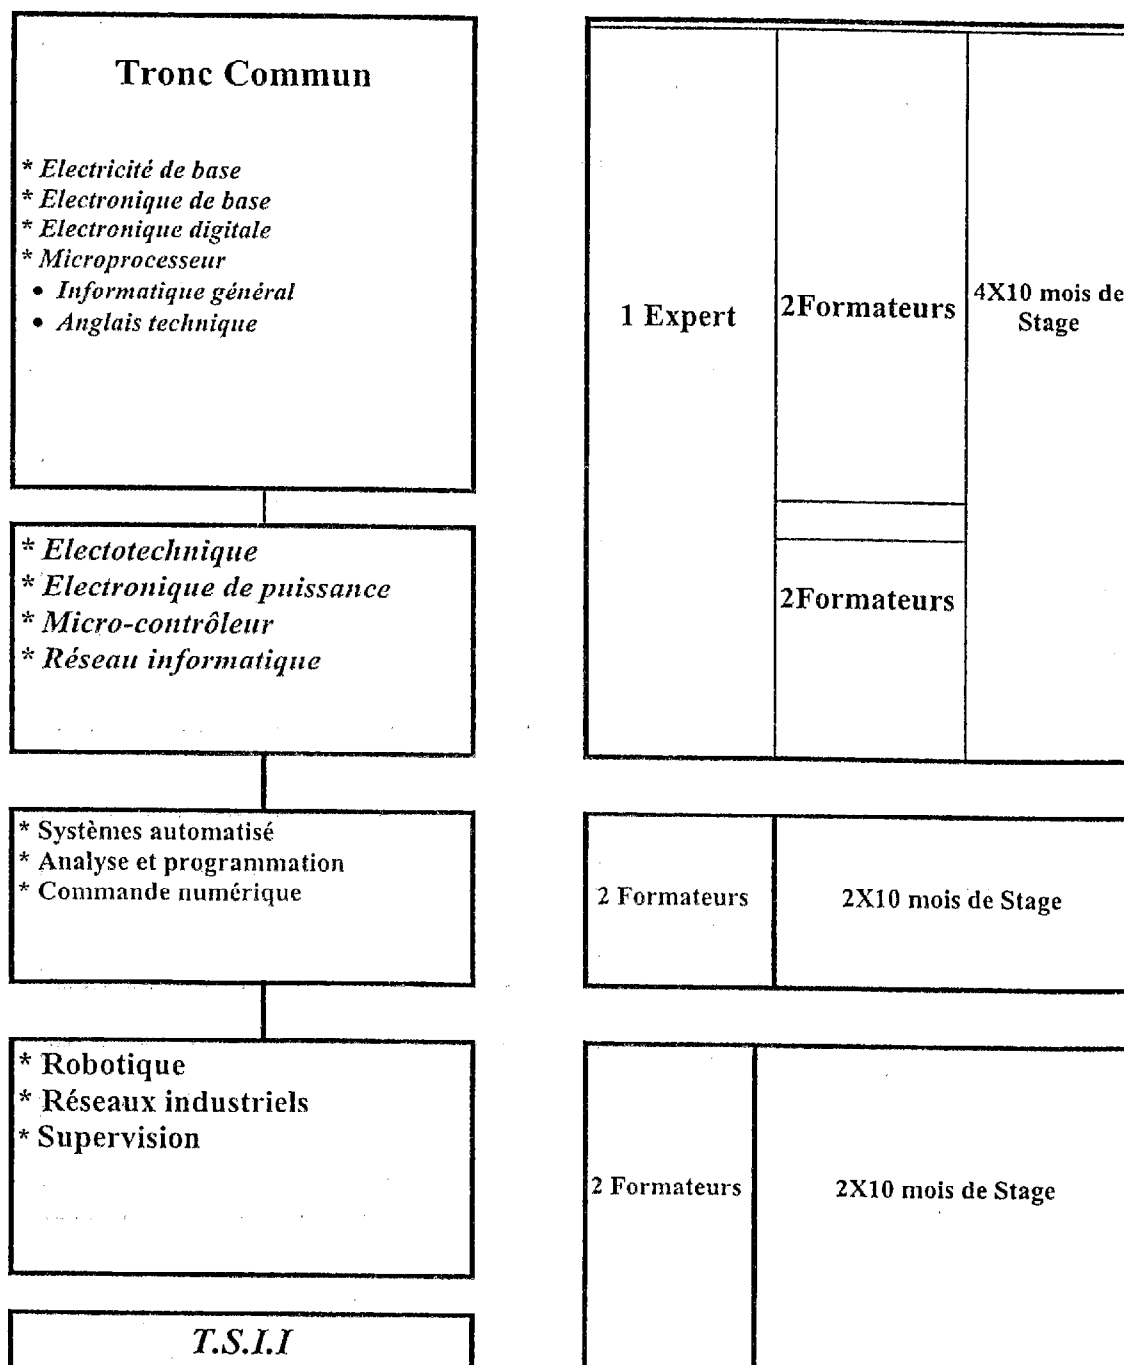 Tronc Commun
* Electricité de base
* Electronique de base
* Electronique digitale
* Microprocesseur
• Informatique général
• Anglais technique
1 Expert
2Formateurs
4X10 mois de
Stage
* Electotechnique
* Electronique de puissance
* Micro-contrôleur
* Réseau informatique
2Formateurs
* Systèmes automatisé
* Analyse et programmation
* Commande numérique
2 Formateurs
2X10 mois de Stage
* Robotique
* Réseaux industriels
* Supervision
2 Formateurs
2X10 mois de Stage
T.S.I.I